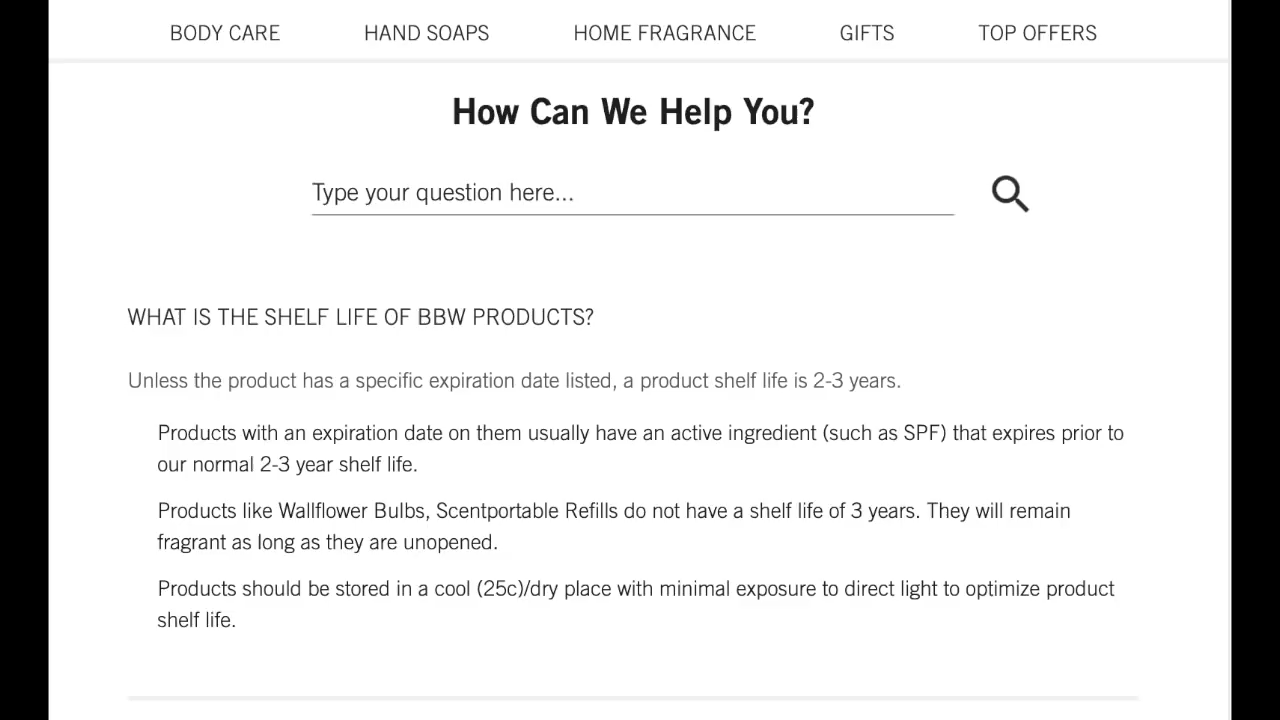 BODY CARE HAND SOAPS HOME FRAGRANCE GIFTS TOP OFFERS
How Can We Help You?
Type your question here...
WHAT IS THE SHELF LIFE OF BBW PRODUCTS?
Unless the product has a specific expiration date listed, a product shelf life is 2-3 years.
Products with an expiration date on them usually have an active ingredient (such as SPF) that expires prior to
our normal 2-3 year shelf life.
Products like Wallflower Bulbs, Scentportable Refills do not have a shelf life of 3 years. They will remain
fragrant as long as they are unopened.
Products should be stored in a cool (25c)/dry place with minimal exposure to direct light to optimize product
shelf life.